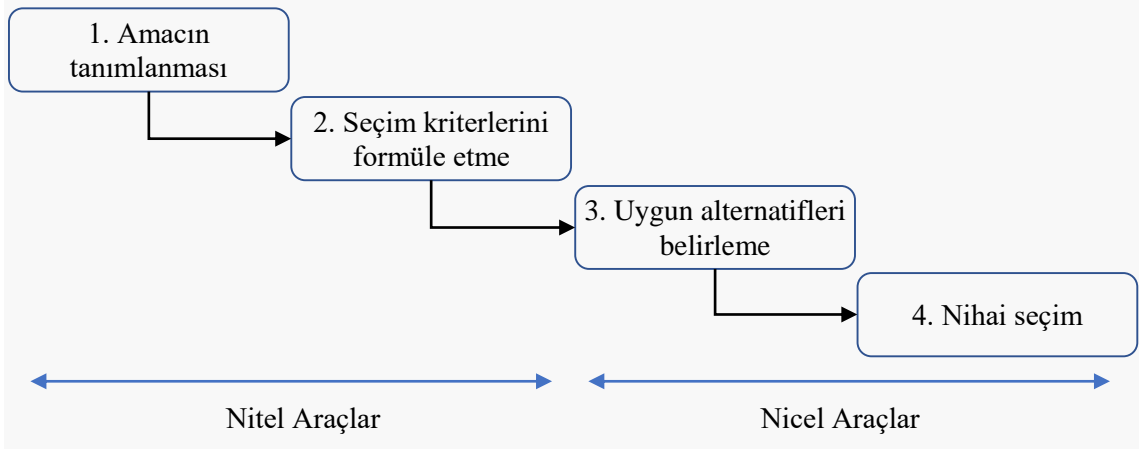 1. Amacın
tanımlanması
2. Seçim kriterlerini
formüle etme
3. Uygun alternatifleri
belirleme
4. Nihai seçim
Nitel Araçlar
Nicel Araçlar